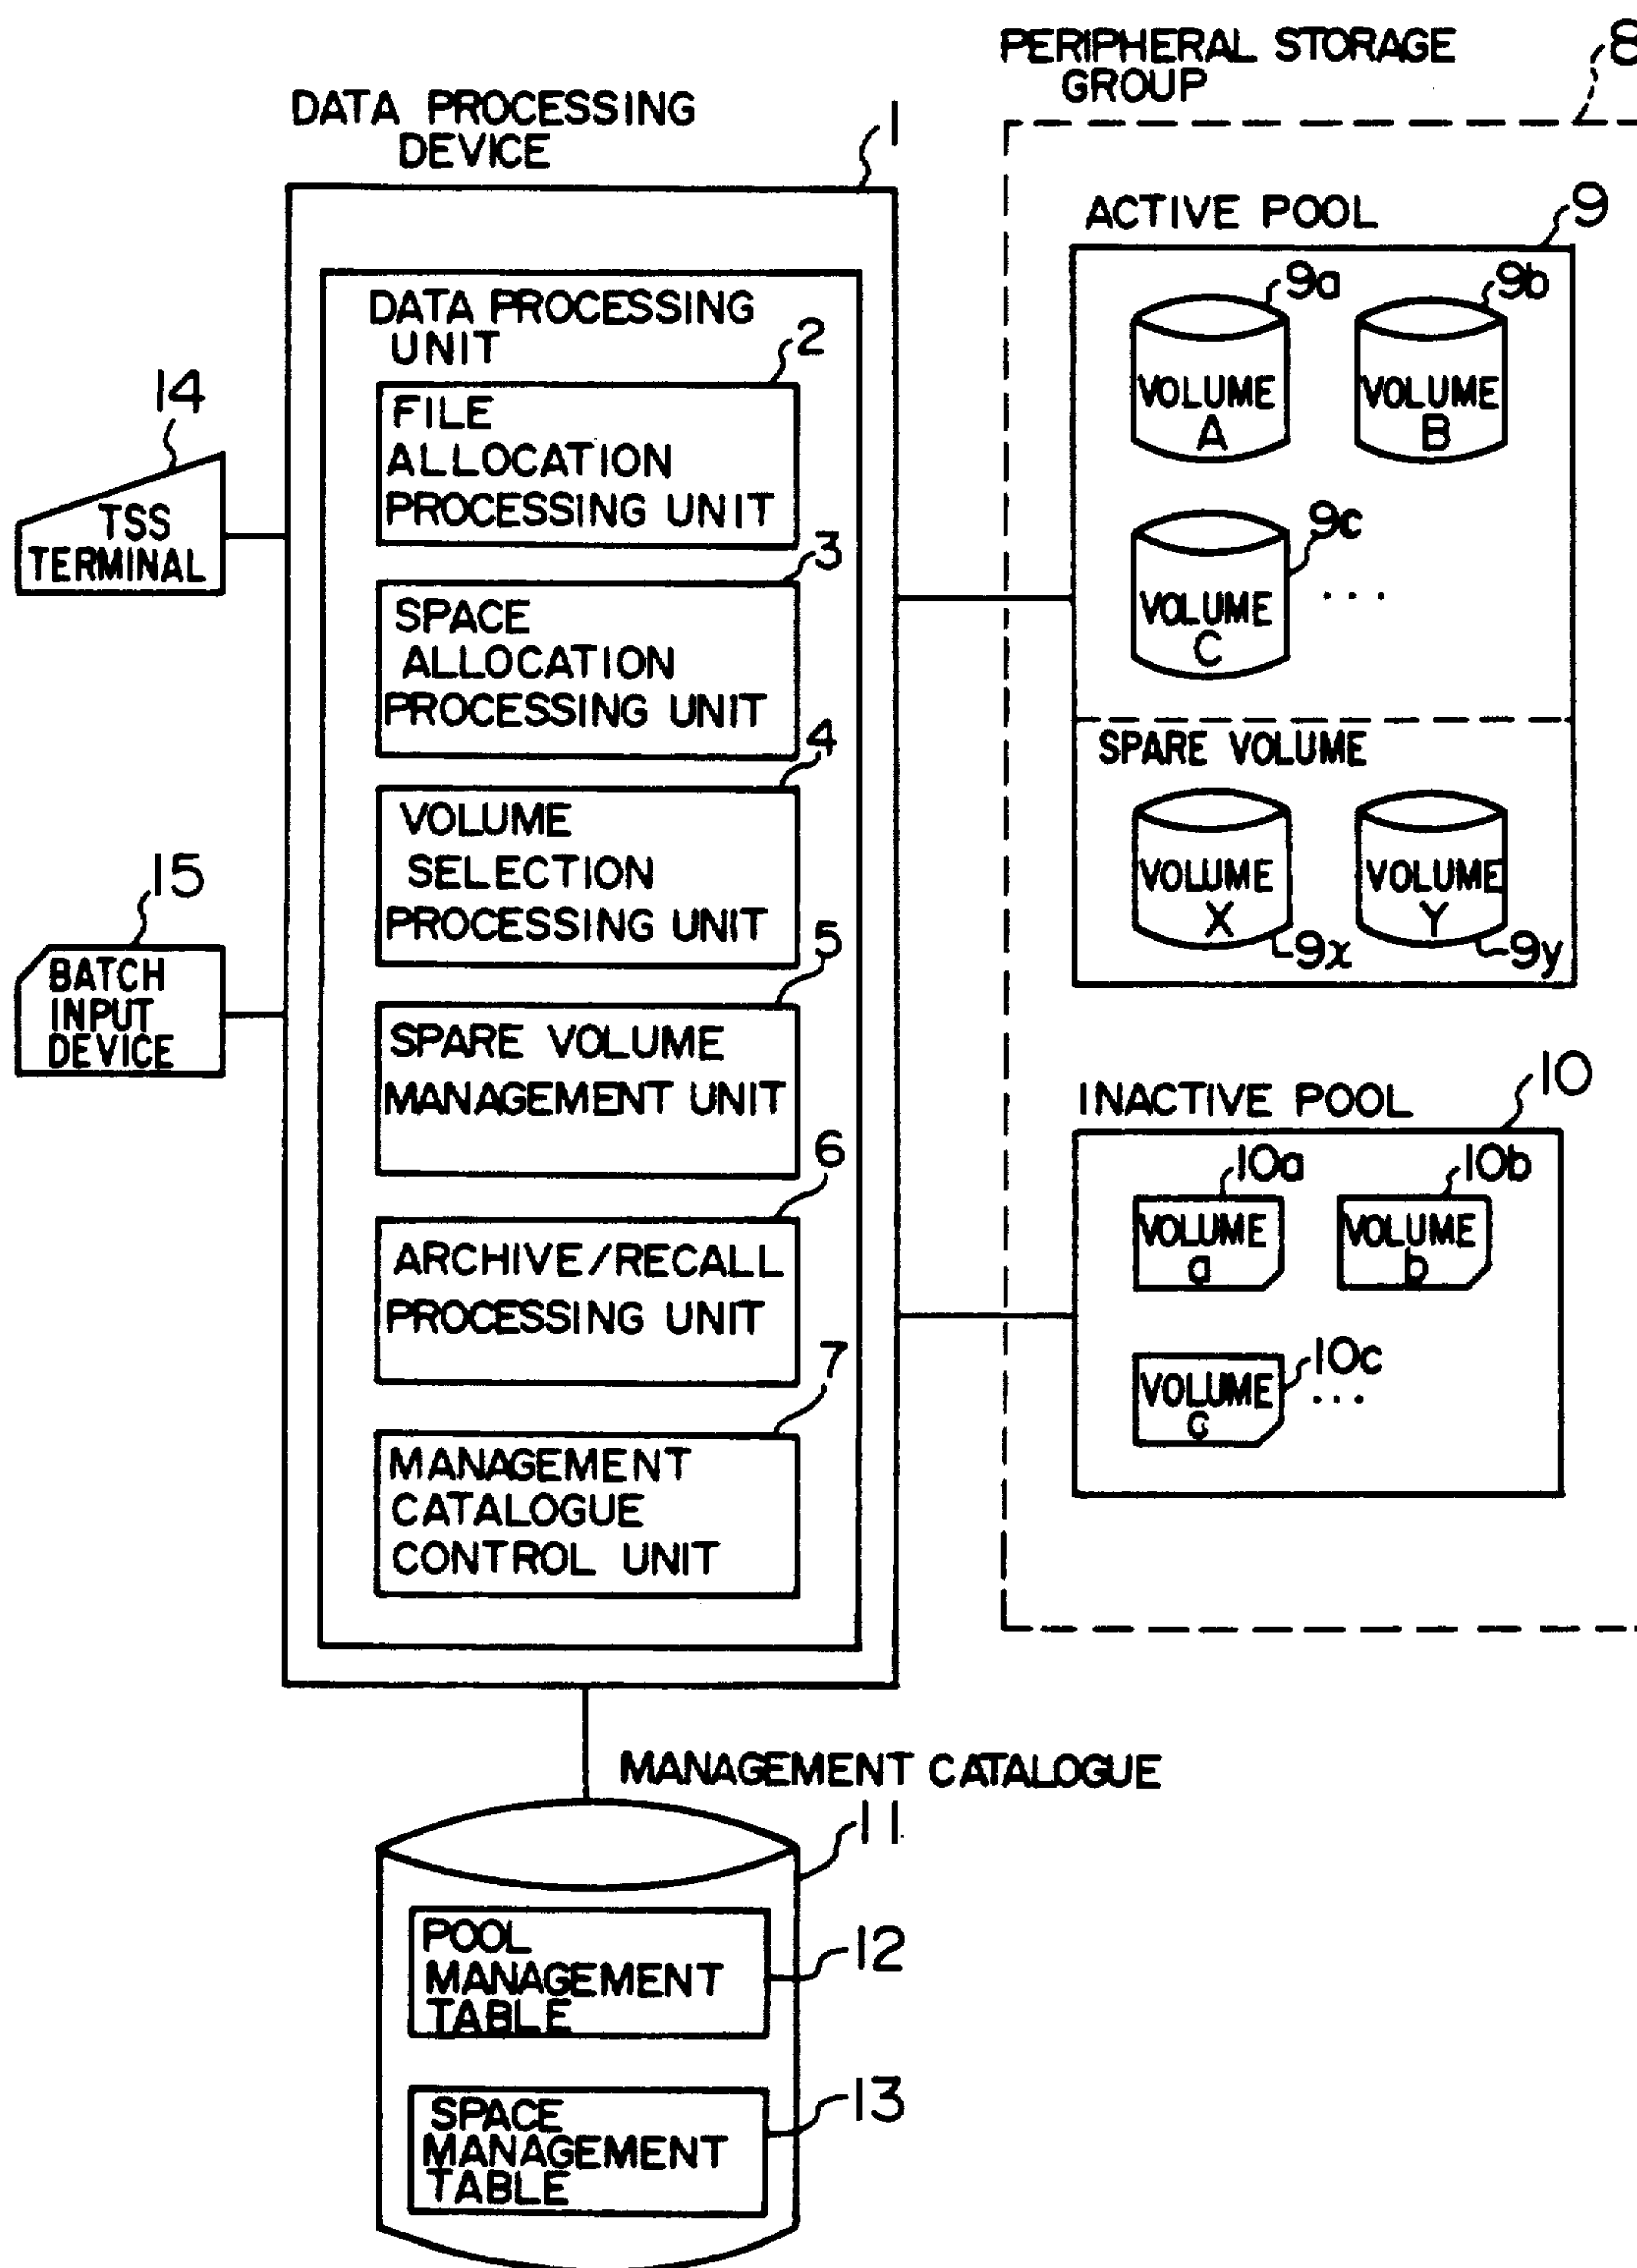 PERIPHERAL STORAGE
GROUP
8
DATA PROCESSING
DEVICE
1
DATA PROCESSING
UNIT
2
FILE
ALLOCATION
PROCESSING UNIT
3
SPACE
ALLOCATION
PROCESSING UNIT
4
VOLUME
SELECTION
PROCESSING UNIT
5
SPARE VOLUME
MANAGEMENT UNIT
6
ARCHIVE/RECALL
PROCESSING UNIT
7
MANAGEMENT
CATALOGUE
CONTROL UNIT
14
TSS
TERMINAL
15
BATCH
INPUT
DEVICE
ACTIVE POOL
9
9a
VOLUME
A
9b
VOLUME
B
9c
VOLUME
C
...
SPARE VOLUME
VOLUME
X
9x
VOLUME
Y
9y
INACTIVE POOL
10
10a
VOLUME
a
10b
VOLUME
b
10c
VOLUME
c
...
MANAGEMENT CATALOGUE
11
POOL
MANAGEMENT
TABLE
12
SPACE
MANAGEMENT
TABLE
13